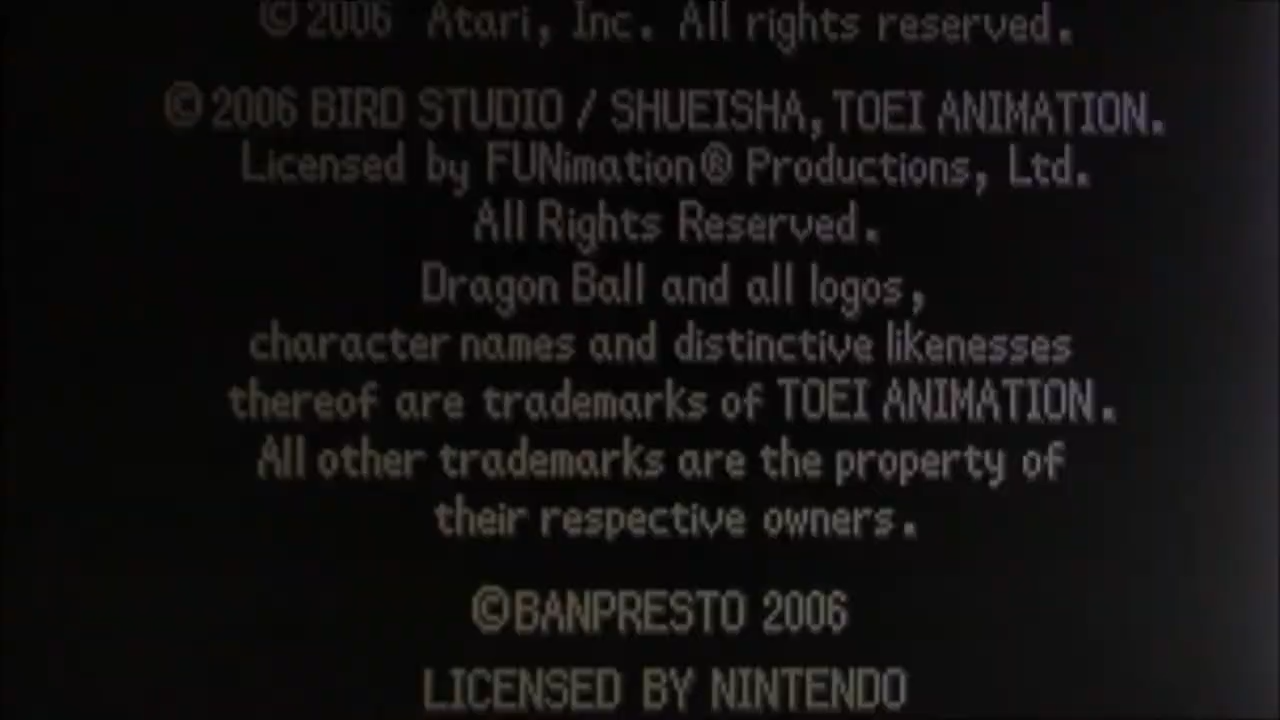 ©2006 Atari, Inc. All rights reserved.
©2006 BIRD STUDIO / SHUEISHA, TOEI ANIMATION.
Licensed by FUNimation® Productions, Ltd.
All Rights Reserved.
Dragon Ball and all logos,
character names and distinctive likenesses
thereof are trademarks of TOEI ANIMATION.
All other trademarks are the property of
their respective owners.
©BANPRESTO 2006
LICENSED BY NINTENDO